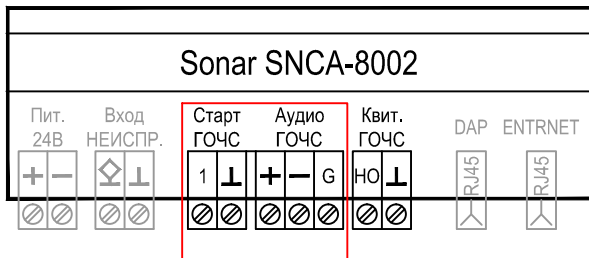 Sonar SNCA-8002
Пит. 24В
Вход НЕИСПР.
Старт ГОЧС
Аудио ГОЧС
Квит. ГОЧС
DAP
ENTRNET
+ − ⊥ 1 ⊥ + − G НО ⊥ RJ45 RJ45